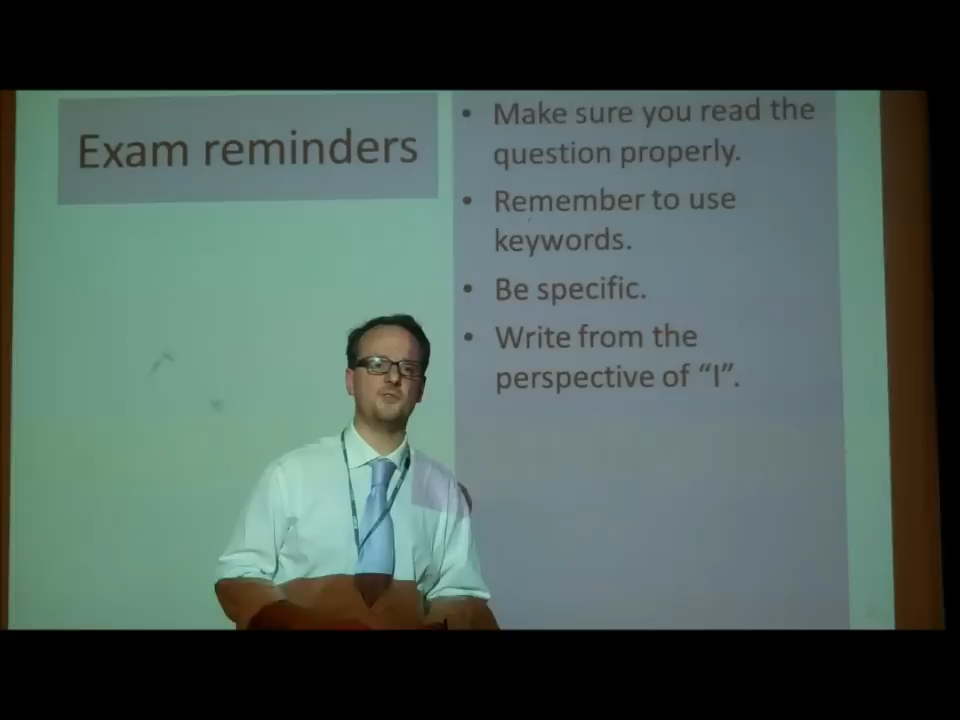 Exam reminders
• Make sure you read the
question properly.
• Remember to use
keywords.
• Be specific.
• Write from the
perspective of “I”.